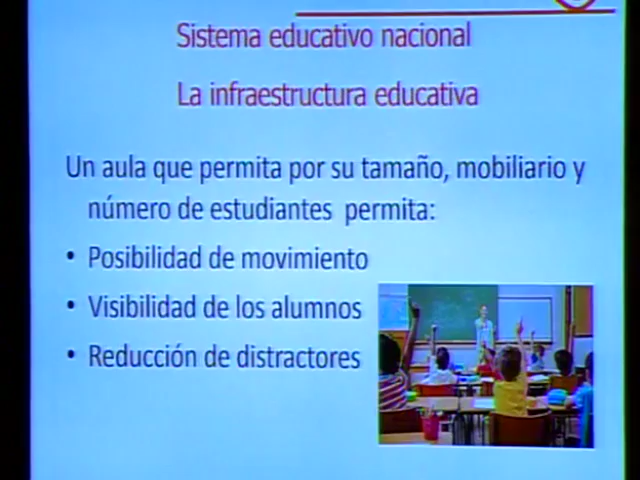 Sistema educativo nacional
La infraestructura educativa
Un aula que permita por su tamaño, mobiliario y
número de estudiantes permita:
• Posibilidad de movimiento
• Visibilidad de los alumnos
• Reducción de distractores